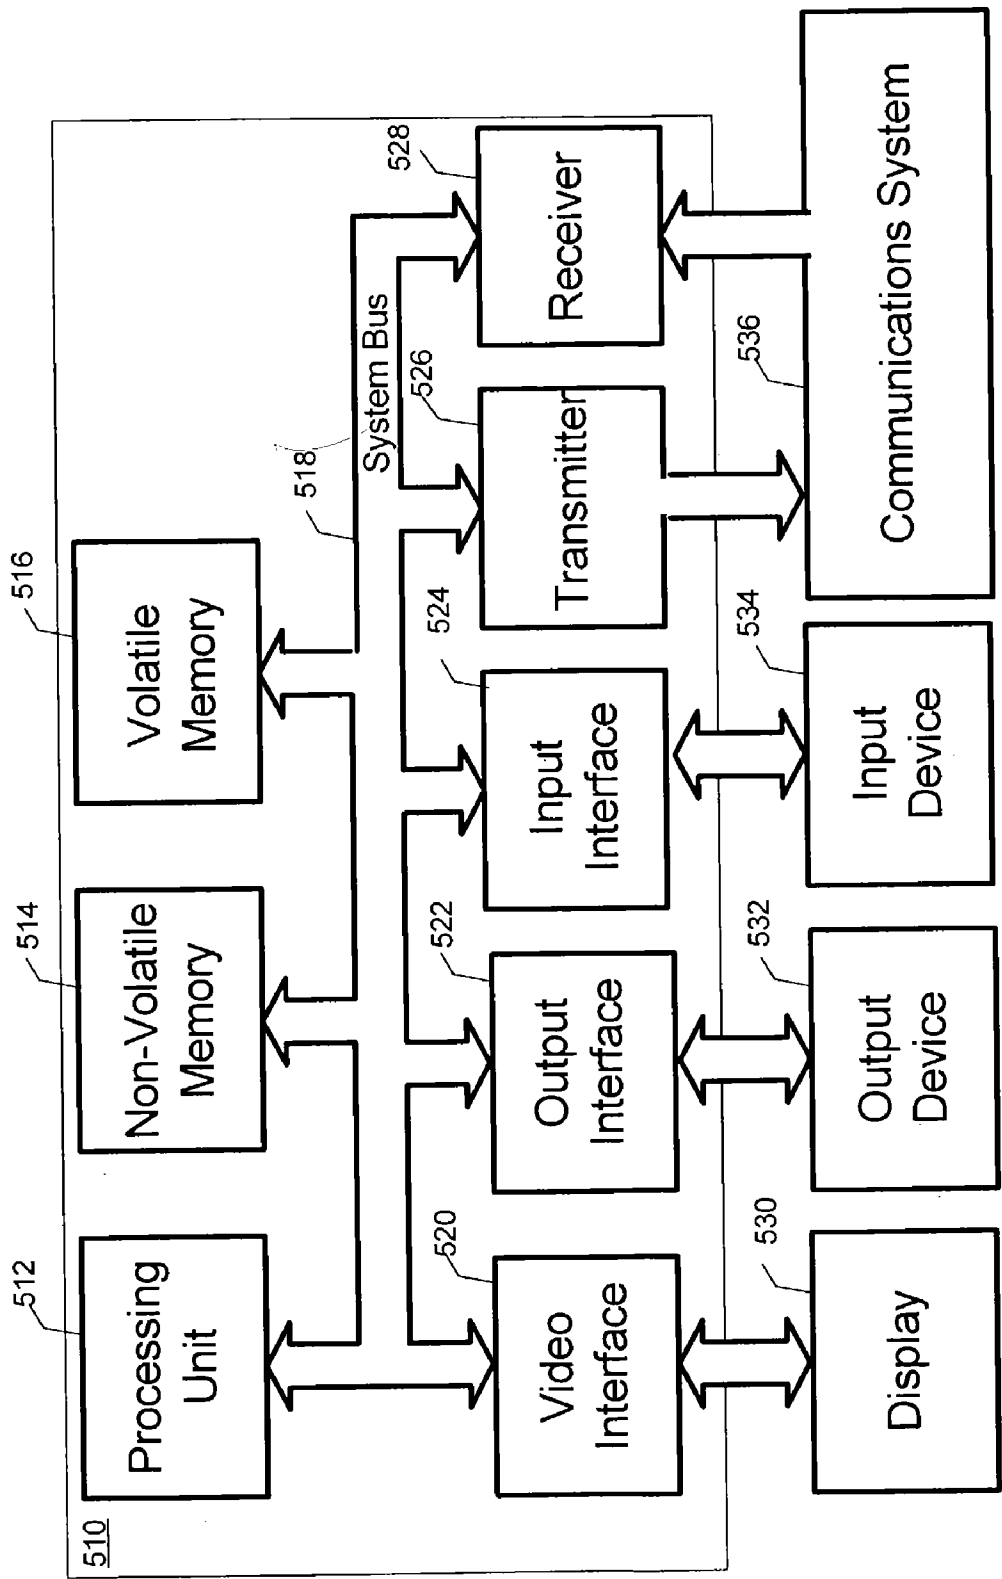 510
512
Processing
Unit
514
Non-Volatile
Memory
516
Volatile
Memory
518
System Bus
520
Video
Interface
522
Output
Interface
524
Input
Interface
526
Transmitter
528
Receiver
530
Display
532
Output
Device
534
Input
Device
536
Communications System